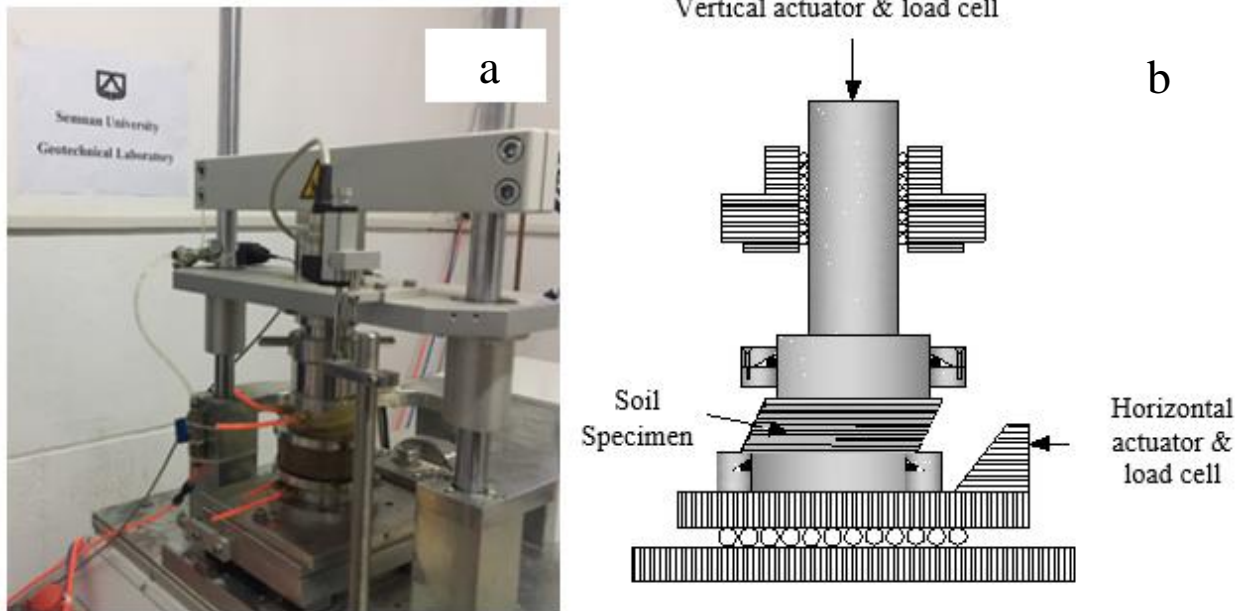 a
Semnan University
Geotechnical Laboratory
Vertical actuator & load cell
b
Soil
Specimen
Horizontal
actuator &
load cell